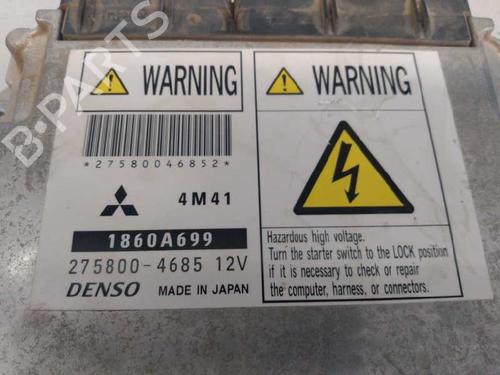 WARNING
*27580046852*
4M41
1860A699
275800-4685 12V
DENSO MADE IN JAPAN
WARNING
Hazardous high voltage.
Turn the starter switch to the LOCK position
if it is necessary to check or repair
the computer, harness, or connectors.
B-PARTS